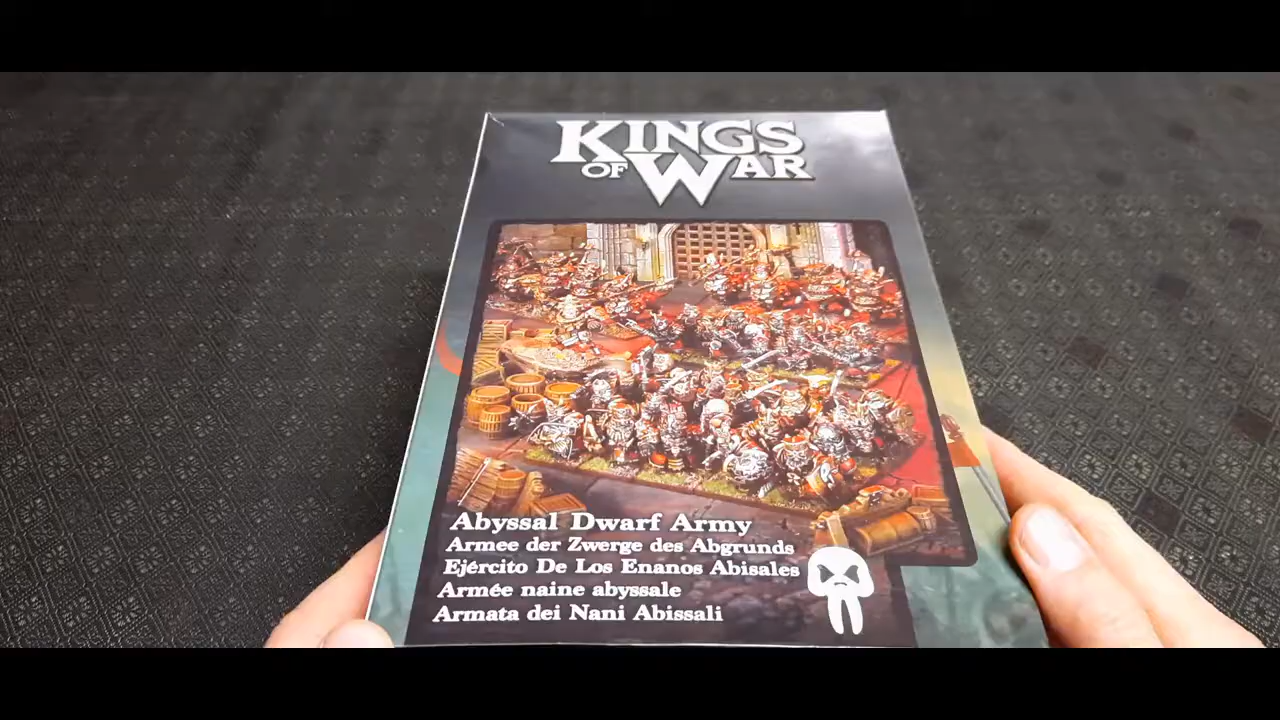 KINGS
OF WAR
Abyssal Dwarf Army
Armee der Zwerge des Abgrunds
Ejército De Los Enanos Abisales
Armée naine abyssale
Armata dei Nani Abissali